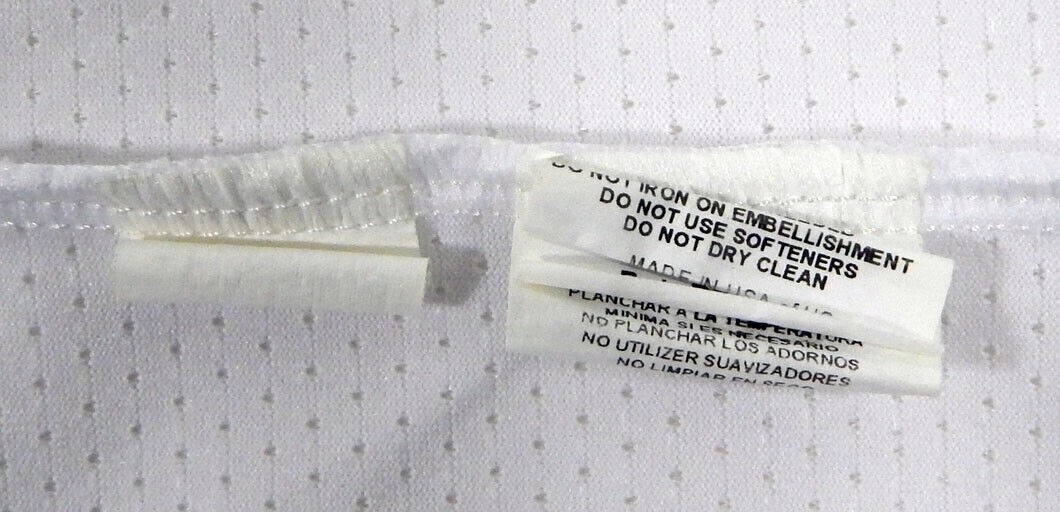 DO NOT IRON ON EMBELLISHMENT
DO NOT USE SOFTENERS
DO NOT DRY CLEAN
MADE IN USA
PLANCHAR A LA TEMPERATURA
MINIMA SI ES NECESARIO
NO PLANCHAR LOS ADORNOS
NO UTILIZER SUAVIZADORES
NO LIMPIAR EN SECO